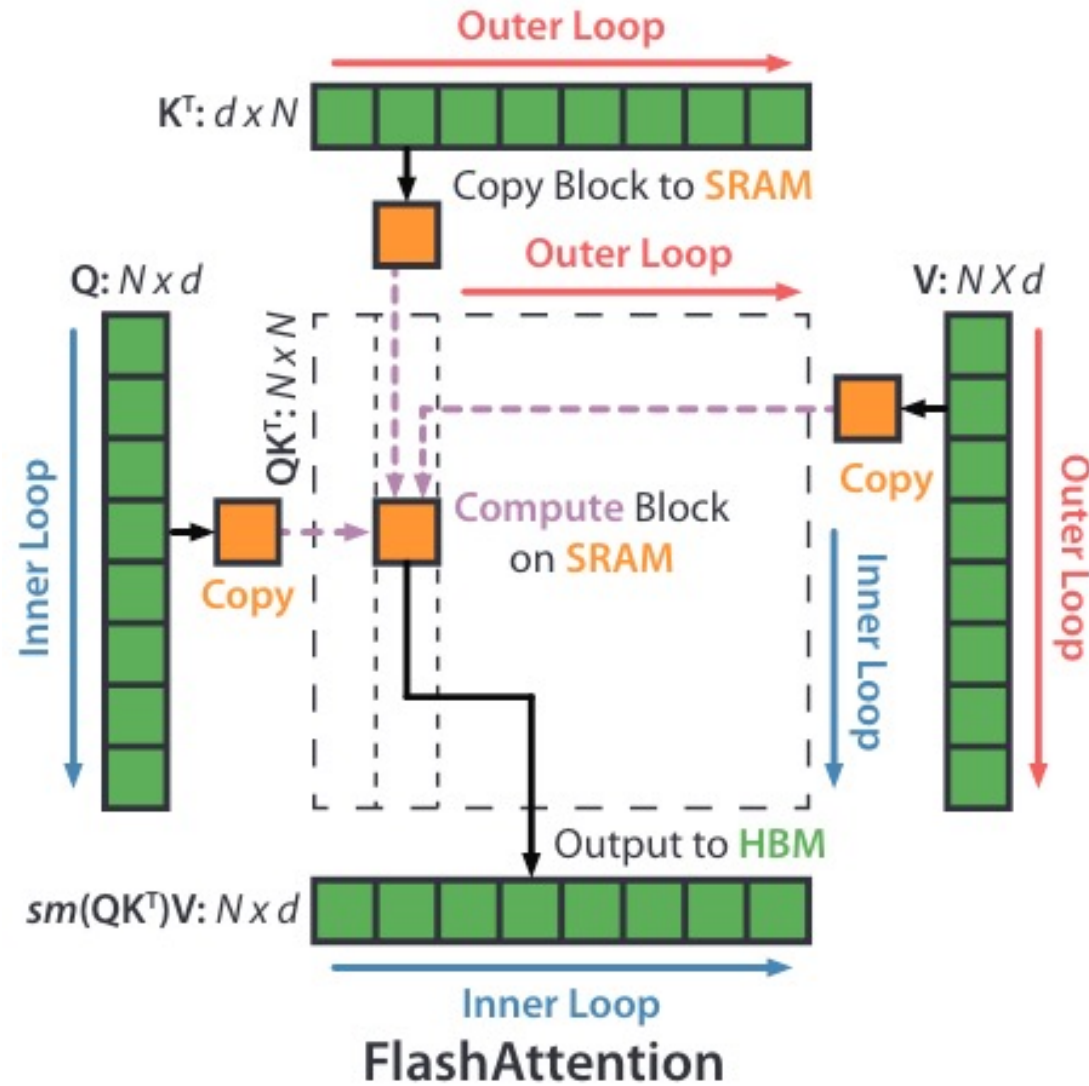 Outer Loop
Kᵀ: d x N
Copy Block to SRAM
Outer Loop
Q: N x d
V: N X d
QKᵀ: N x N
Copy
Compute Block
on SRAM
Copy
Inner Loop
Inner Loop
Outer Loop
Output to HBM
sm(QKᵀ)V: N x d
Inner Loop
FlashAttention